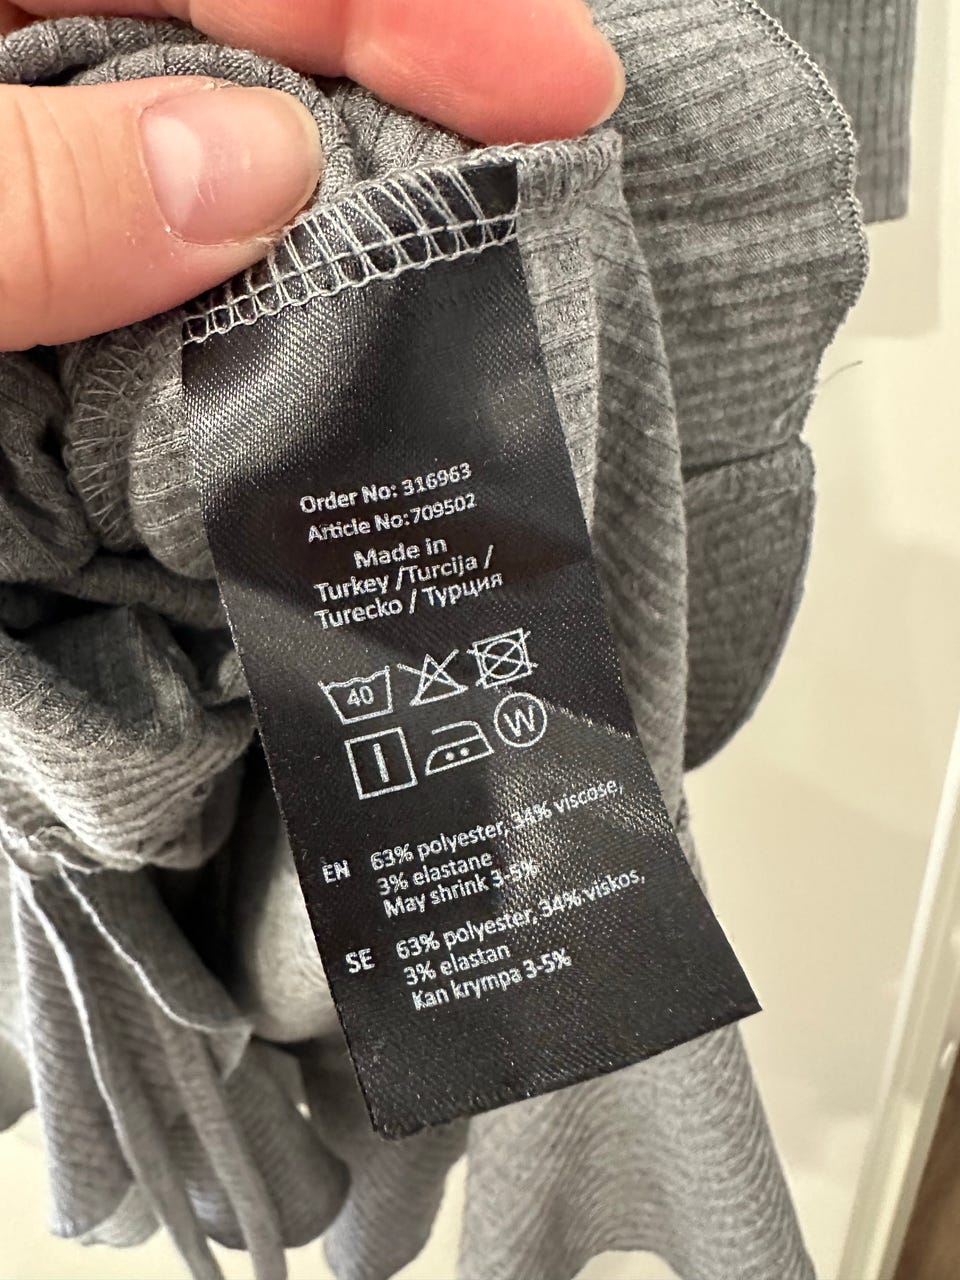 Order No: 316963
Article No:709502
Made in
Turkey /Turcija /
Turecko / Турция
40
W
EN 63% polyester, 34% viscose,
3% elastane
May shrink 3-5%
SE 63% polyester, 34% viskos,
3% elastan
Kan krympa 3-5%